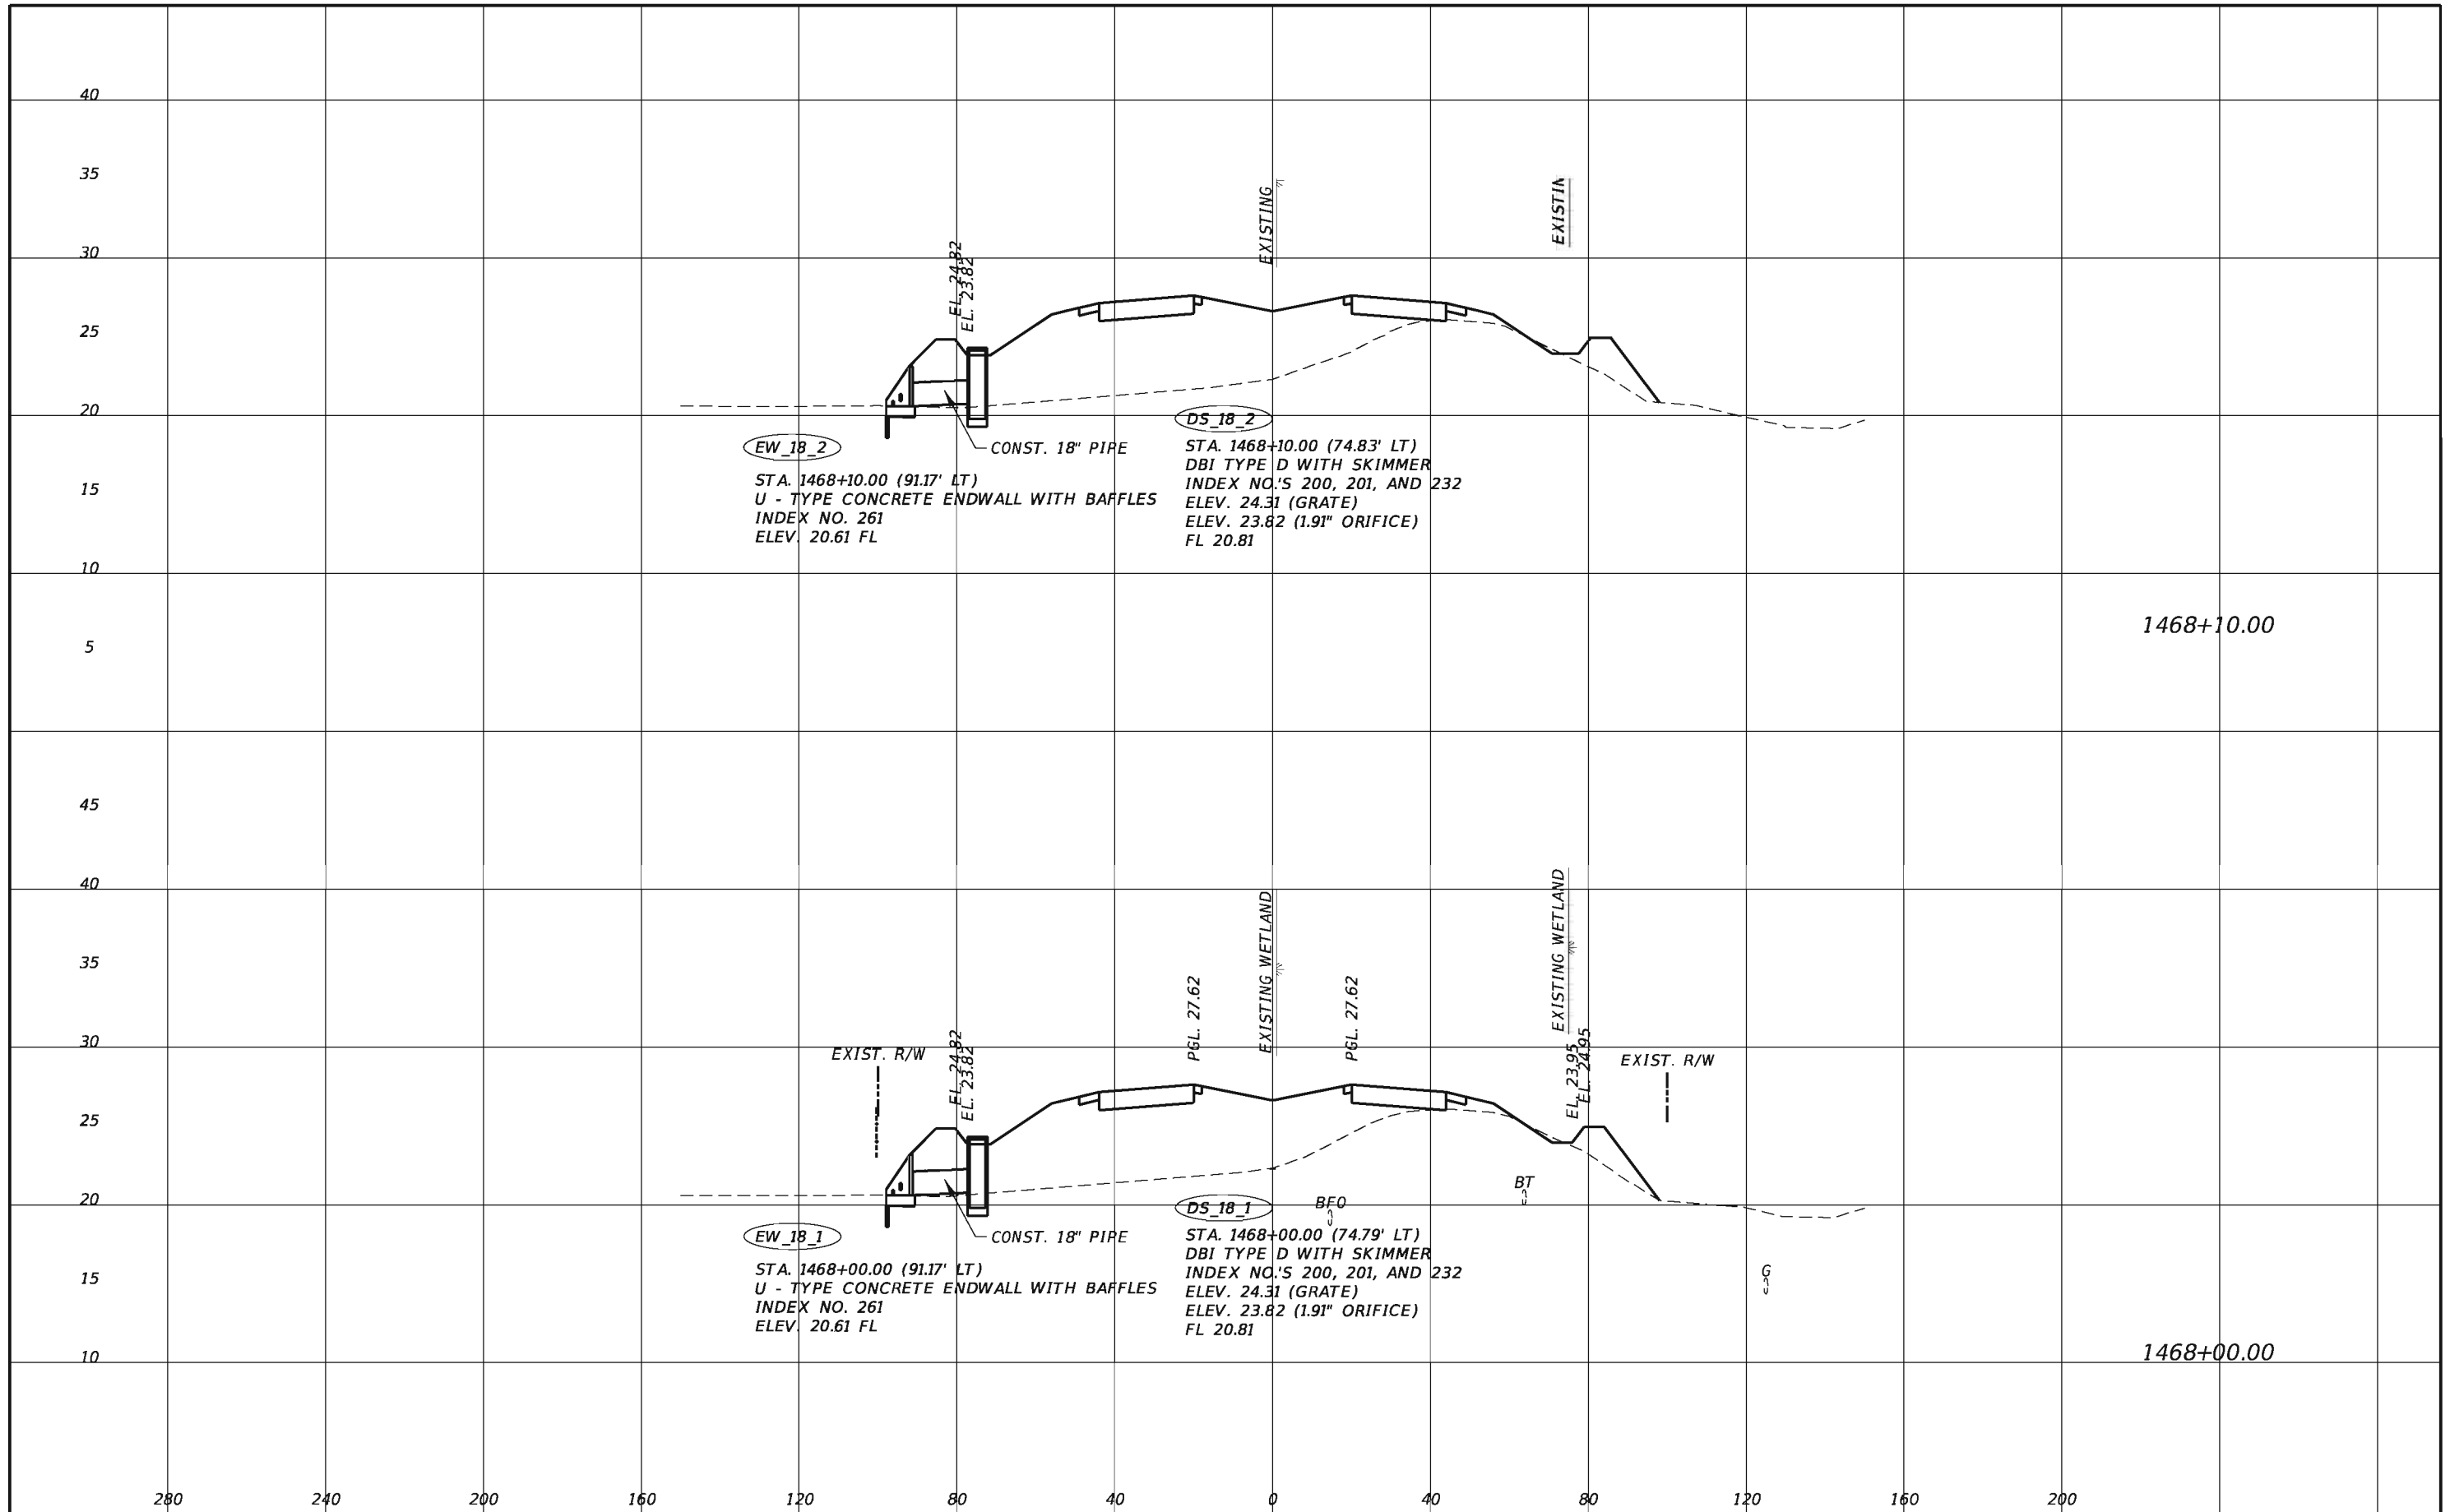 40
35
30
25
20
15
10
5
EL. 24.82
EL. 23.82
EXISTING
EXISTIN
EW_18_2
STA. 1468+10.00 (91.17' LT)
U - TYPE CONCRETE ENDWALL WITH BAFFLES
INDEX NO. 261
ELEV. 20.61 FL
CONST. 18" PIPE
DS_18_2
STA. 1468+10.00 (74.83' LT)
DBI TYPE D WITH SKIMMER
INDEX NO.'S 200, 201, AND 232
ELEV. 24.31 (GRATE)
ELEV. 23.82 (1.91" ORIFICE)
FL 20.81
1468+10.00
45
40
35
30
25
20
15
10
EXIST. R/W
EL. 24.82
EL. 23.82
PGL. 27.62
EXISTING WETLAND
PGL. 27.62
EXISTING WETLAND
EL. 23.95
EL. 24.95
EXIST. R/W
BFO
BT
G
EW_18_1
STA. 1468+00.00 (91.17' LT)
U - TYPE CONCRETE ENDWALL WITH BAFFLES
INDEX NO. 261
ELEV. 20.61 FL
CONST. 18" PIPE
DS_18_1
STA. 1468+00.00 (74.79' LT)
DBI TYPE D WITH SKIMMER
INDEX NO.'S 200, 201, AND 232
ELEV. 24.31 (GRATE)
ELEV. 23.82 (1.91" ORIFICE)
FL 20.81
1468+00.00
280 240 200 160 120 80 40 0 40 80 120 160 200